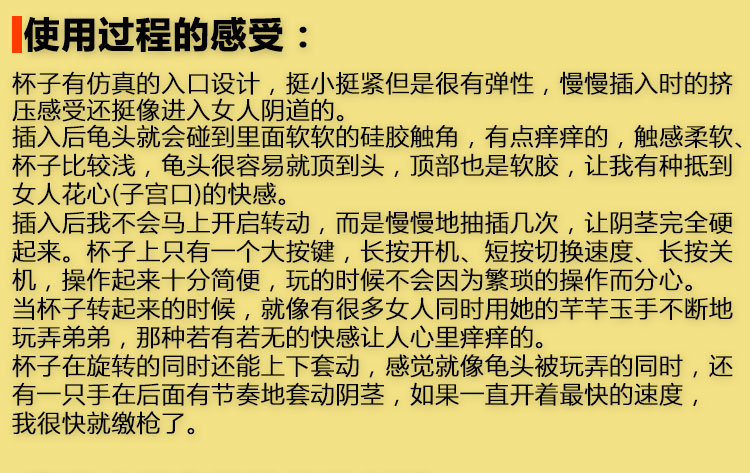 使用过程的感受：
杯子有仿真的入口设计，挺小挺紧但是很有弹性，慢慢插入时的挤
压感受还挺像进入女人阴道的。
插入后龟头就会碰到里面软软的硅胶触角，有点痒痒的，触感柔软、
杯子比较浅，龟头很容易就顶到头，顶部也是软胶，让我有种抵到
女人花心(子宫口)的快感。
插入后我不会马上开启转动，而是慢慢地抽插几次，让阴茎完全硬
起来。杯子上只有一个大按键，长按开机、短按切换速度、长按关
机，操作起来十分简便，玩的时候不会因为繁琐的操作而分心。
当杯子转起来的时候，就像有很多女人同时用她的芊芊玉手不断地
玩弄弟弟，那种若有若无的快感让人心里痒痒的。
杯子在旋转的同时还能上下套动，感觉就像龟头被玩弄的同时，还
有一只手在后面有节奏地套动阴茎，如果一直开着最快的速度，
我很快就缴枪了。